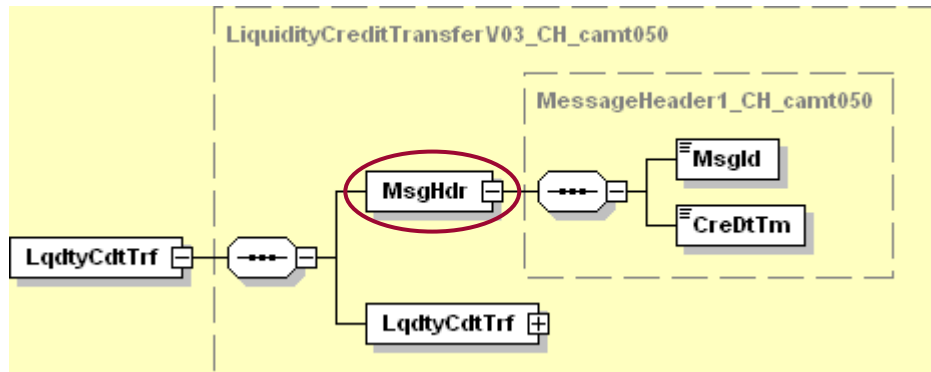 LiquidityCreditTransferV03_CH_camt050
MessageHeader1_CH_camt050
MsgId
MsgHdr
CreDtTm
LqdtyCdtTrf
LqdtyCdtTrf